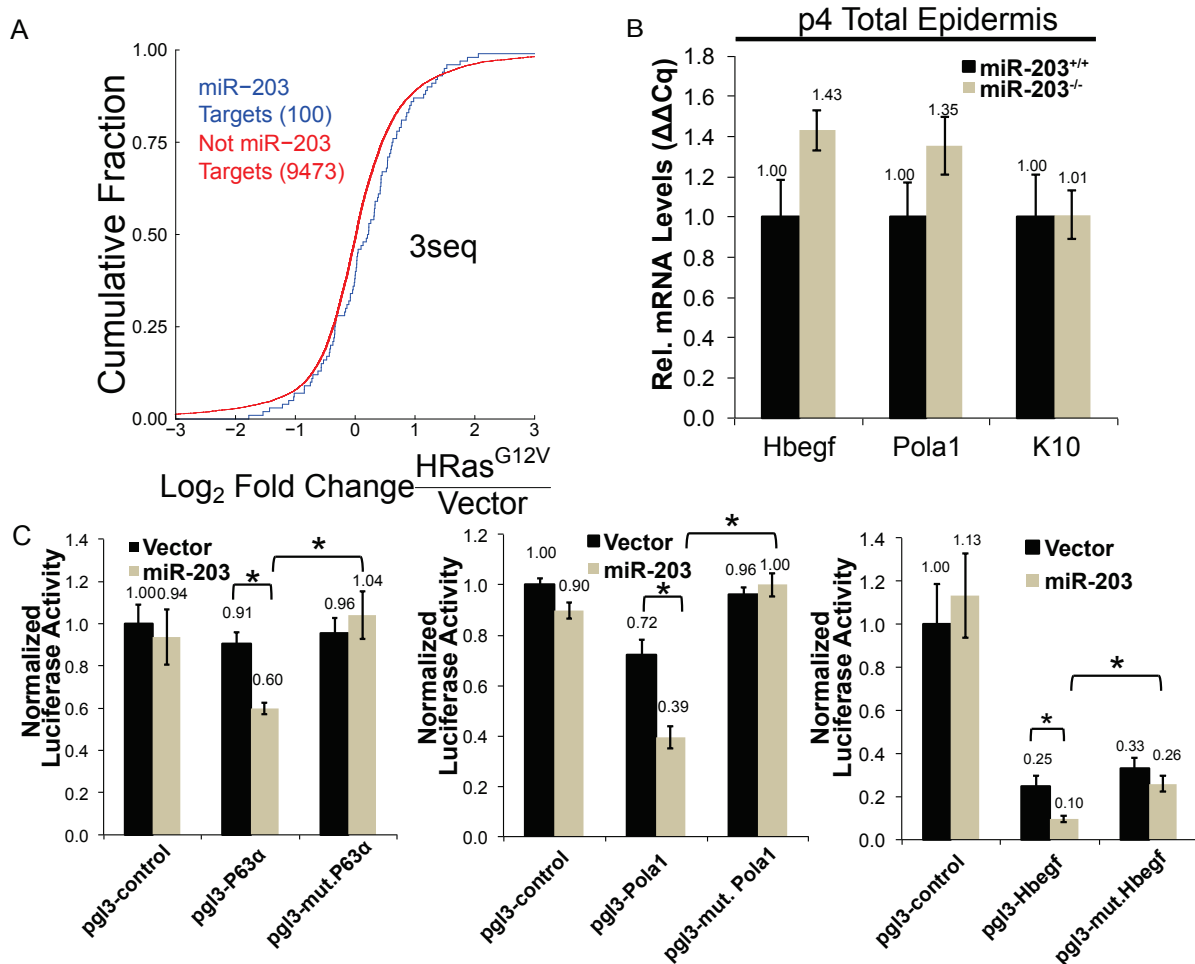 A
1.00
0.75
0.50
0.25
0.00
Cumulative Fraction
miR−203
Targets (100)
Not miR−203
Targets (9473)
3seq
−3 −2 −1 0 1 2 3
Log2 Fold Change HRas^G12V
Vector
B
p4 Total Epidermis
Rel. mRNA Levels (ΔΔCq)
1.8
1.6
1.4
1.2
1.0
0.8
0.6
0.4
0.2
0.0
miR-203+/+
miR-203-/-
1.00 1.43 1.00 1.35 1.00 1.01
Hbegf Pola1 K10
C
Normalized
Luciferase Activity
1.4
1.2
1.0
0.8
0.6
0.4
0.2
0.0
Vector
miR-203
*
*
1.00 0.94 0.91 0.60 0.96 1.04
pgl3-control pgl3-P63α pgl3-mut.P63α
Normalized
Luciferase Activity
1.2
1.0
0.8
0.6
0.4
0.2
0.0
Vector
miR-203
*
*
1.00 0.90 0.72 0.39 0.96 1.00
pgl3-control pgl3-Pola1 pgl3-mut. Pola1
Normalized
Luciferase Activity
1.4
1.2
1.0
0.8
0.6
0.4
0.2
0.0
Vector
miR-203
*
*
1.00 1.13 0.25 0.10 0.33 0.26
pgl3-control pgl3-Hbegf pgl3-mut.Hbegf